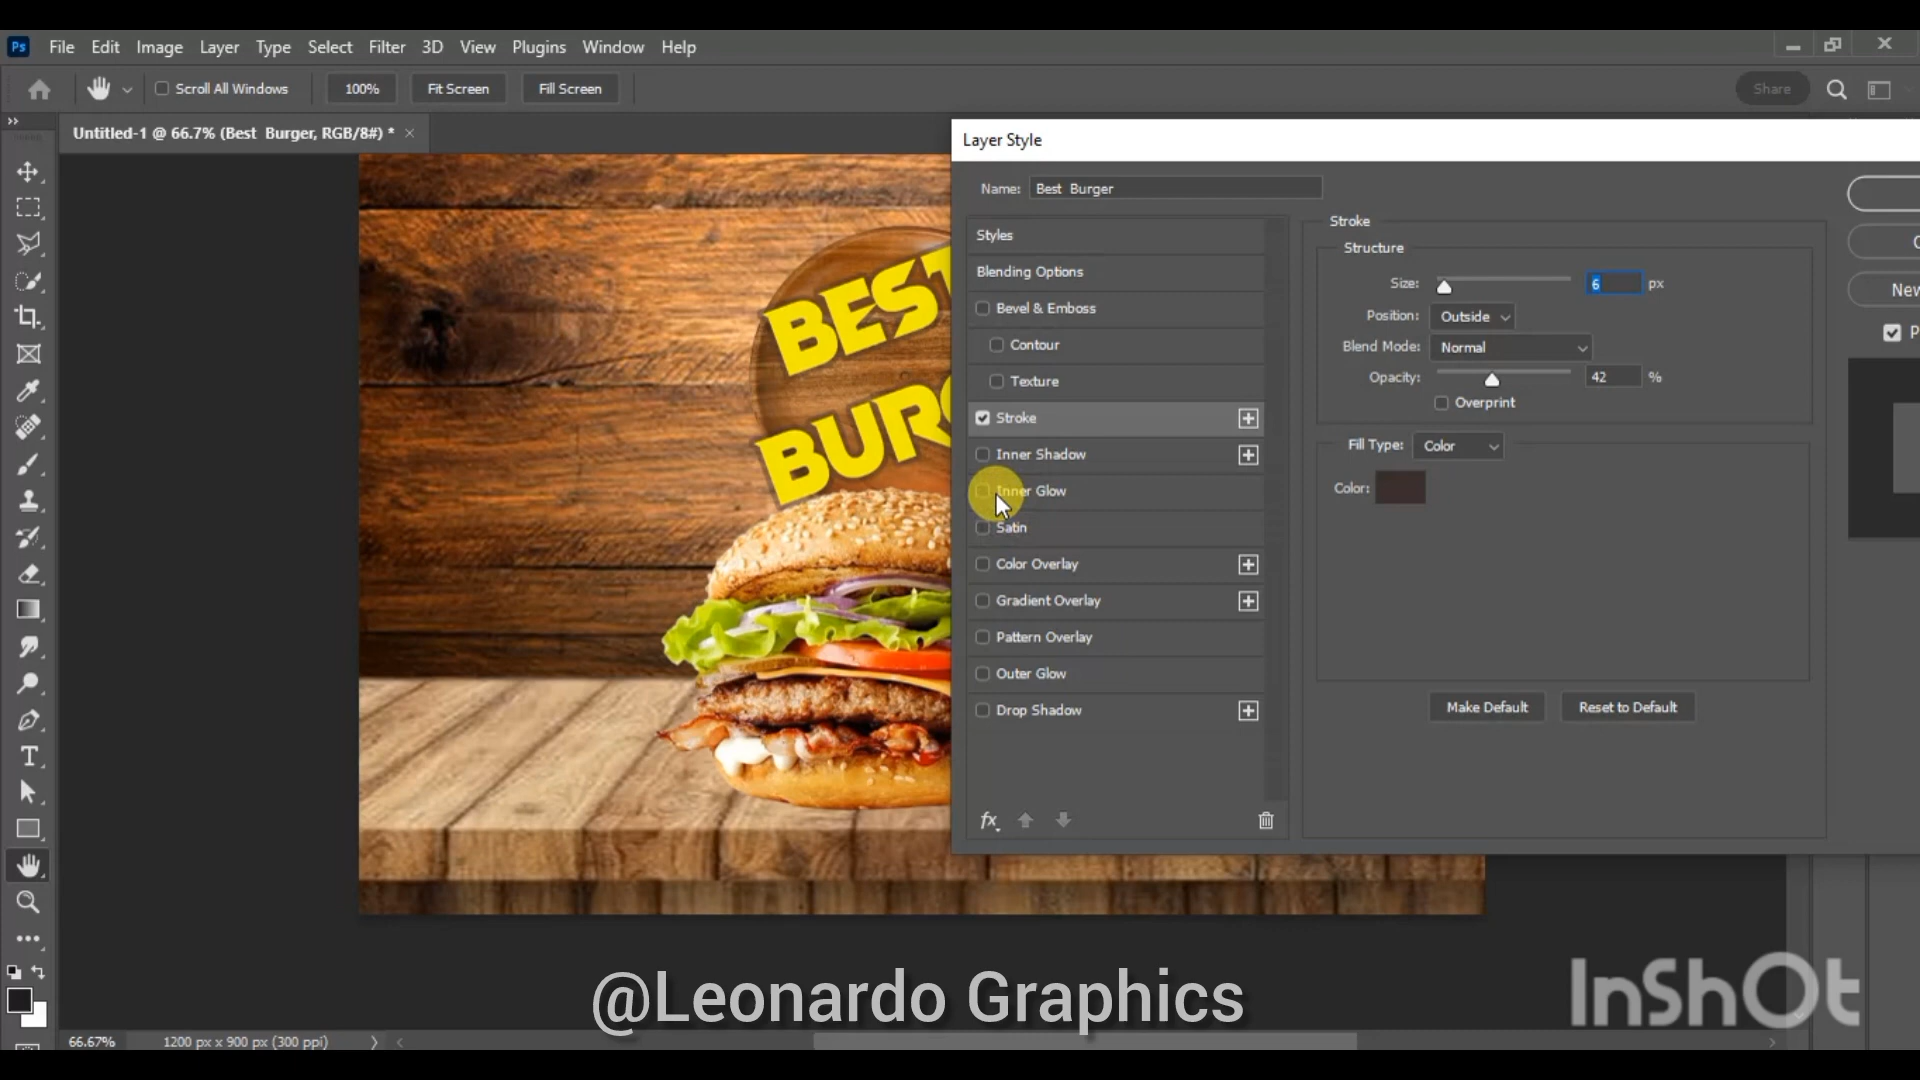 Ps File Edit Image Layer Type Select Filter 3D View Plugins Window Help
Scroll All Windows 100% Fit Screen Fill Screen Share
Untitled-1 @ 66.7% (Best  Burger, RGB/8#) *
Layer Style
Name: Best  Burger
Styles
Blending Options
Bevel & Emboss
Contour
Texture
Stroke
Inner Shadow
Inner Glow
Satin
Color Overlay
Gradient Overlay
Pattern Overlay
Outer Glow
Drop Shadow
fx
Stroke
Structure
Size: 6 px
Position: Outside
Blend Mode: Normal
Opacity: 42 %
Overprint
Fill Type: Color
Color:
Make Default Reset to Default
New
BEST
BURG
66.67% 1200 px x 900 px (300 ppi)
@Leonardo Graphics
InShOt